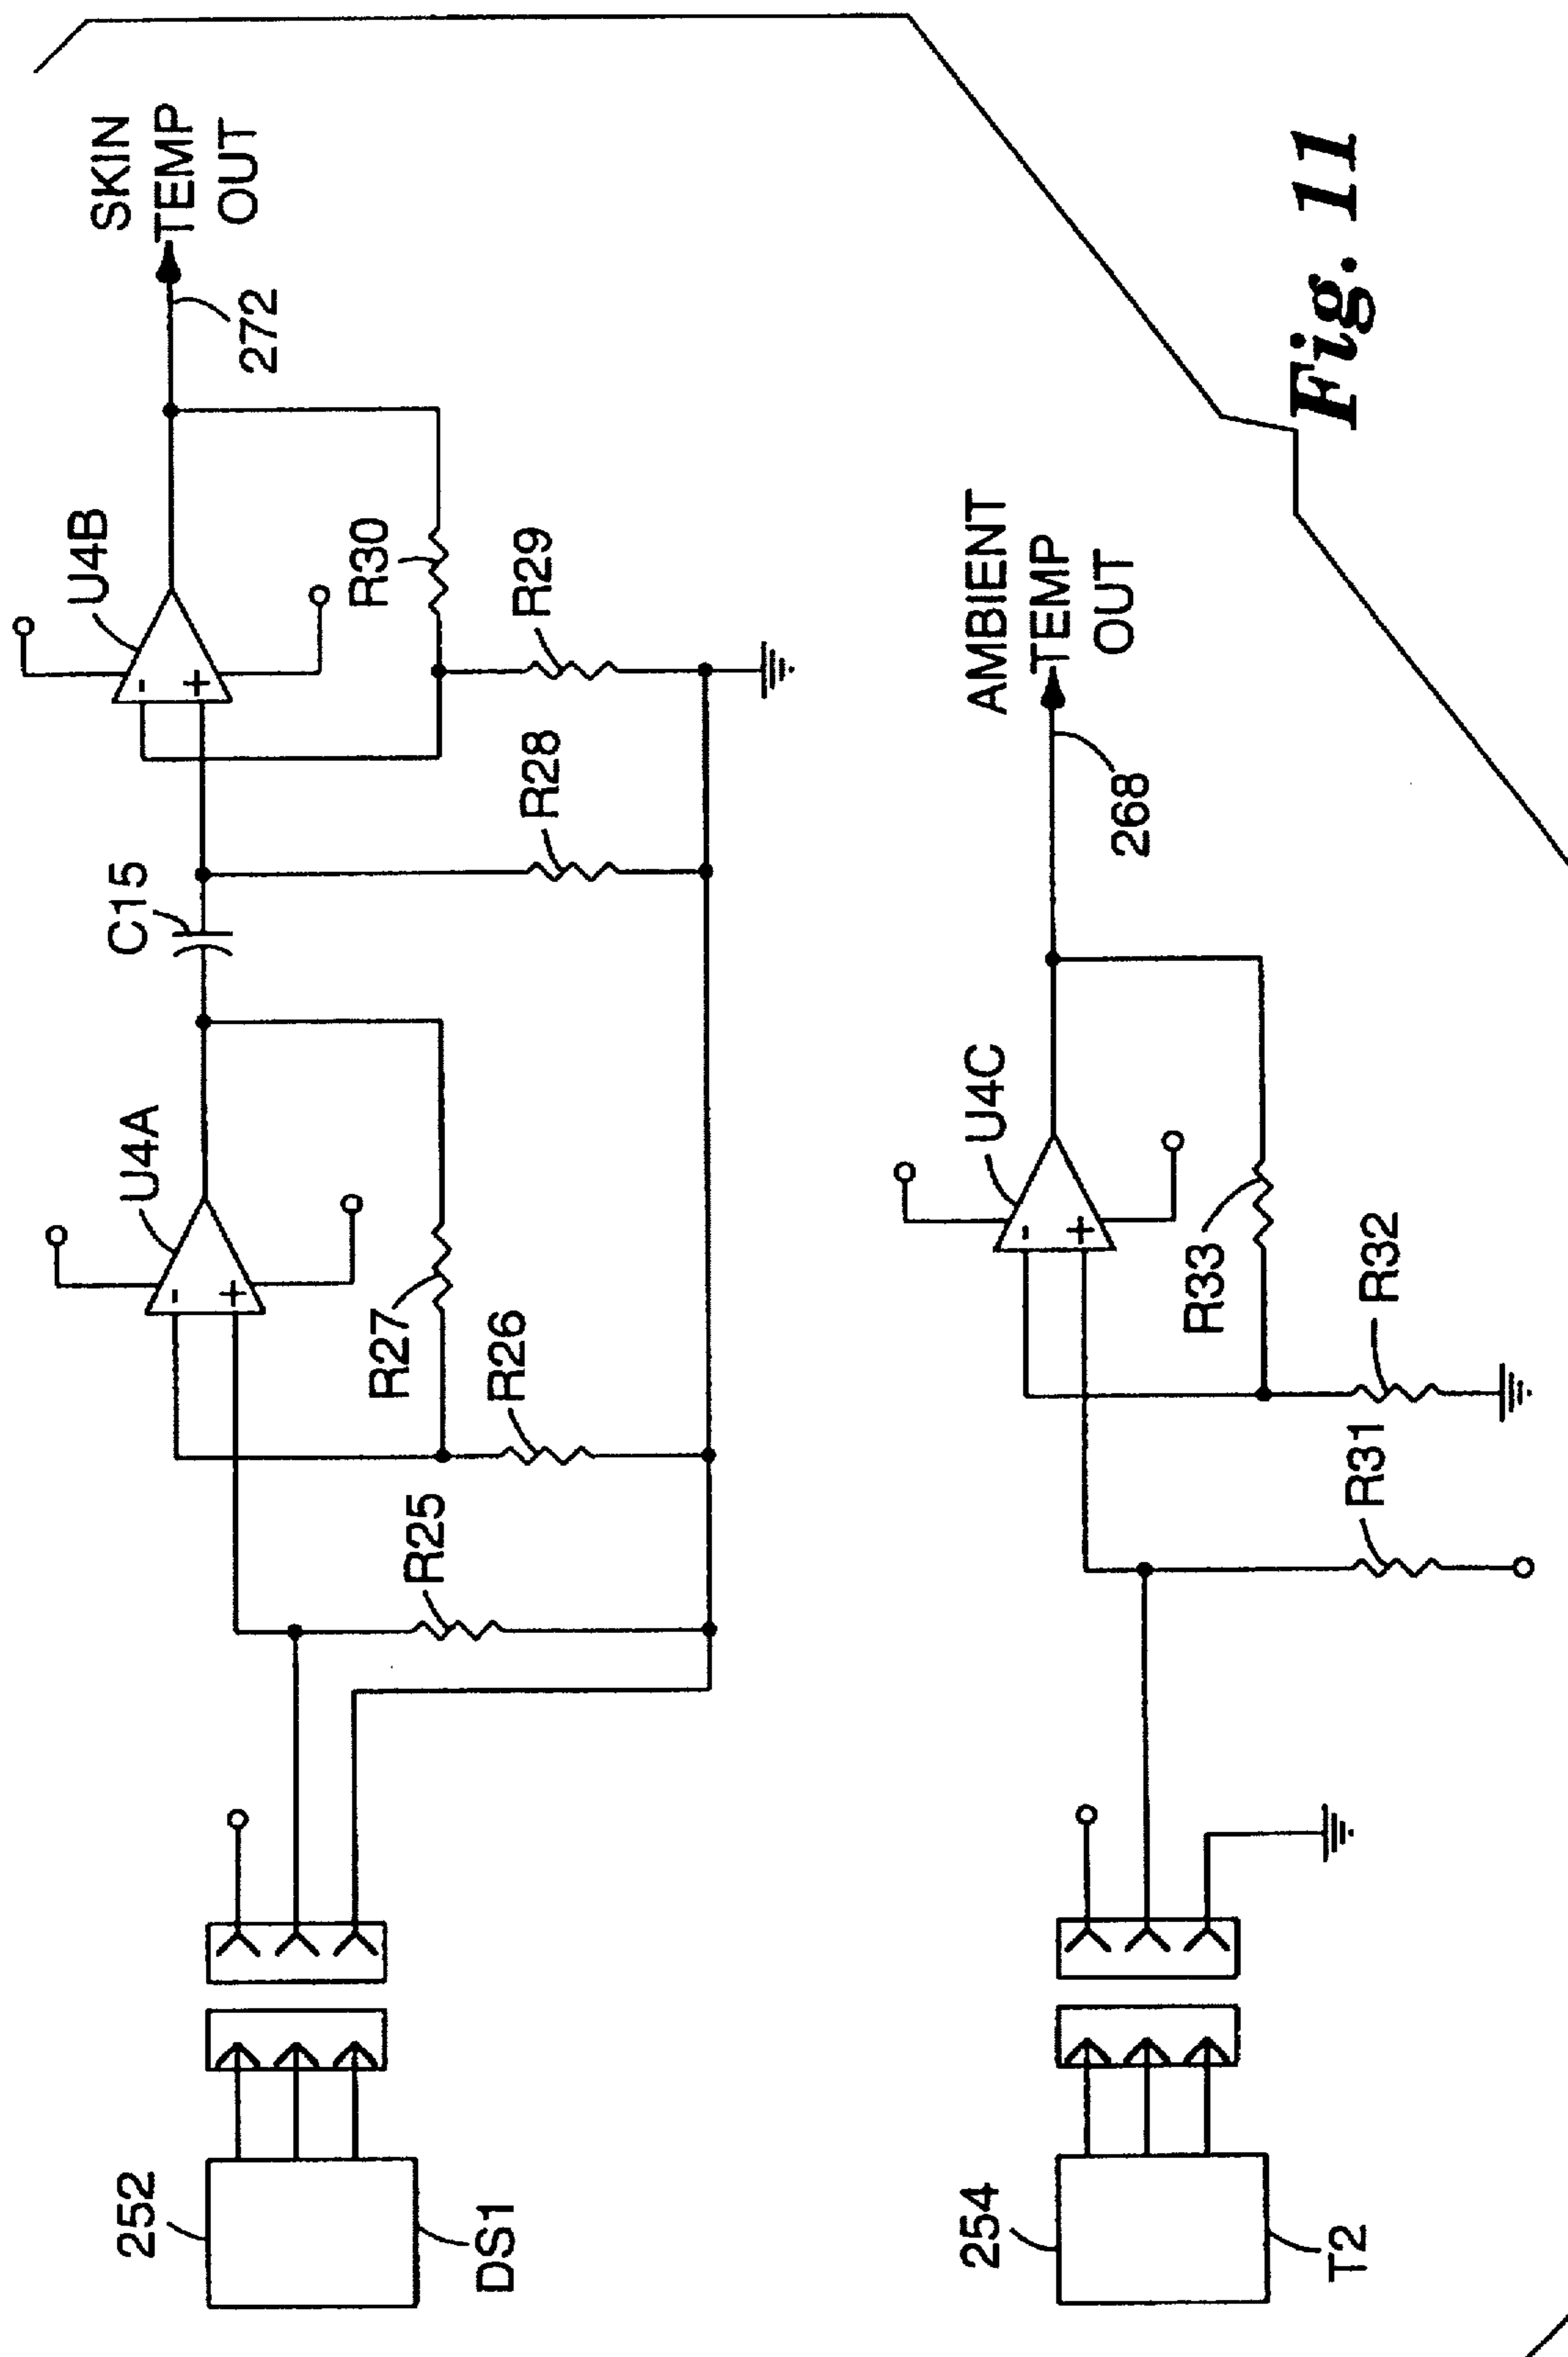 252
DS1
R25
R26
R27
U4A
C15
R28
R29
R30
U4B
-
+
-
+
272
SKIN
TEMP
OUT
254
T2
R31
R32
R33
U4C
-
+
268
AMBIENT
TEMP
OUT
Fig. 11